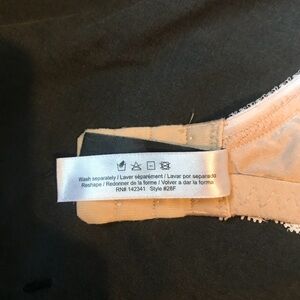 Wash separately / Laver séparément / Lavar por separado
Reshape / Redonner de la forme / Volver a dar la forma
RN# 142341 Style #28F